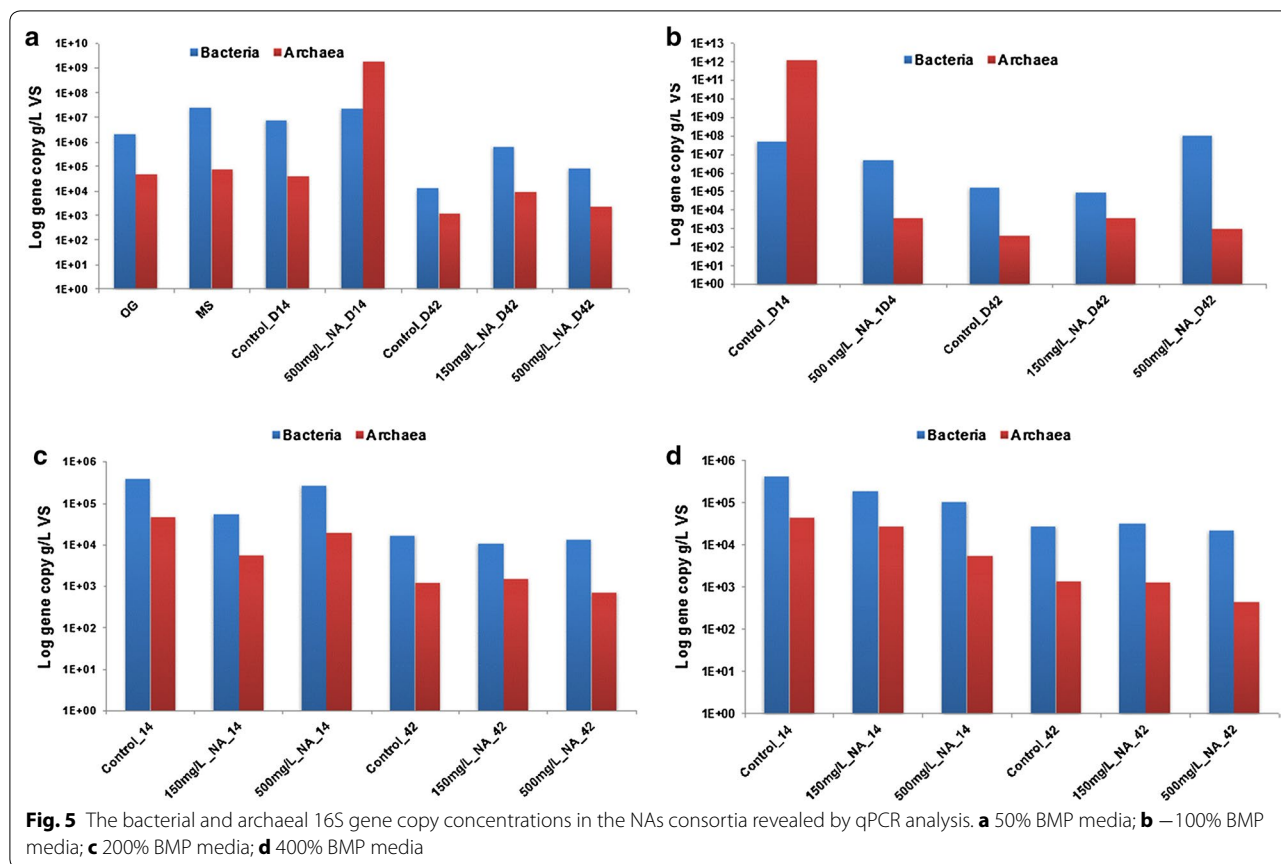 a
Bacteria Archaea
Log gene copy g/L VS
1E+10
1E+09
1E+08
1E+07
1E+06
1E+05
1E+04
1E+03
1E+02
1E+01
1E+00
OG
MS
Control_D14
500mg/L_NA_D14
Control_D42
150mg/L_NA_D42
500mg/L_NA_D42
b
Bacteria Archaea
Log gene copy g/L VS
1E+13
1E+12
1E+11
1E+10
1E+09
1E+08
1E+07
1E+06
1E+05
1E+04
1E+03
1E+02
1E+01
1E+00
Control_D14
500 mg/L_NA_1D4
Control_D42
150mg/L_NA_D42
500mg/L_NA_D42
c
Bacteria Archaea
Log gene copy g/L VS
1E+06
1E+05
1E+04
1E+03
1E+02
1E+01
1E+00
Control_14
150mg/L_NA_14
500mg/L_NA_14
Control_42
150mg/L_NA_42
500mg/L_NA_42
d
Bacteria Archaea
Log gene copy g/L VS
1E+06
1E+05
1E+04
1E+03
1E+02
1E+01
1E+00
Control_14
150mg/L_NA_14
500mg/L_NA_14
Control_42
150mg/L_NA_42
500mg/L_NA_42
Fig. 5 The bacterial and archaeal 16S gene copy concentrations in the NAs consortia revealed by qPCR analysis. a 50% BMP media; b −100% BMP
media; c 200% BMP media; d 400% BMP media